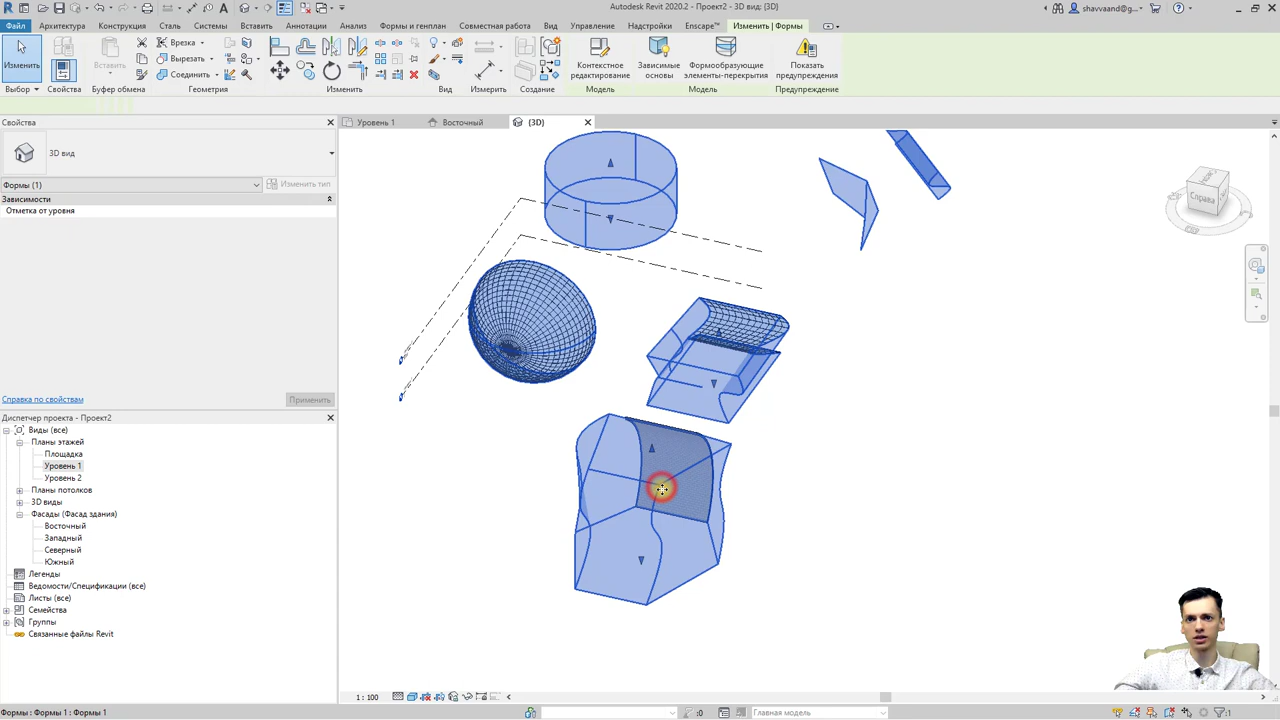 Autodesk Revit 2020.2 - Проект2 - 3D вид: {3D}
shavvaand@g...
Файл Архитектура Конструкция Сталь Системы Вставить Аннотации Анализ Формы и генплан Совместная работа Вид Управление Надстройки Enscape™ Изменить | Формы
Врезка
Вырезать
Соединить
Изменить
Вставить
Контекстное редактирование
Зависимые основы
Формообразующие элементы-перекрытия
Показать предупреждения
Выбор
Свойства
Буфер обмена
Геометрия
Изменить
Вид
Измерить
Создание
Модель
Модель
Предупреждение
Свойства
Уровень 1
Восточный
{3D}
3D вид
Формы (1)
Изменить тип
Зависимости
Отметка от уровня
Справа
Справка по свойствам
Применить
Диспетчер проекта - Проект2
Виды (все)
Планы этажей
Площадка
Уровень 1
Уровень 2
Планы потолков
3D виды
Фасады (Фасад здания)
Восточный
Западный
Северный
Южный
Легенды
Ведомости/Спецификации (все)
Листы (все)
Семейства
Группы
Связанные файлы Revit
1 : 100
Формы : Формы 1 : Формы 1
:0
Главная модель
:1